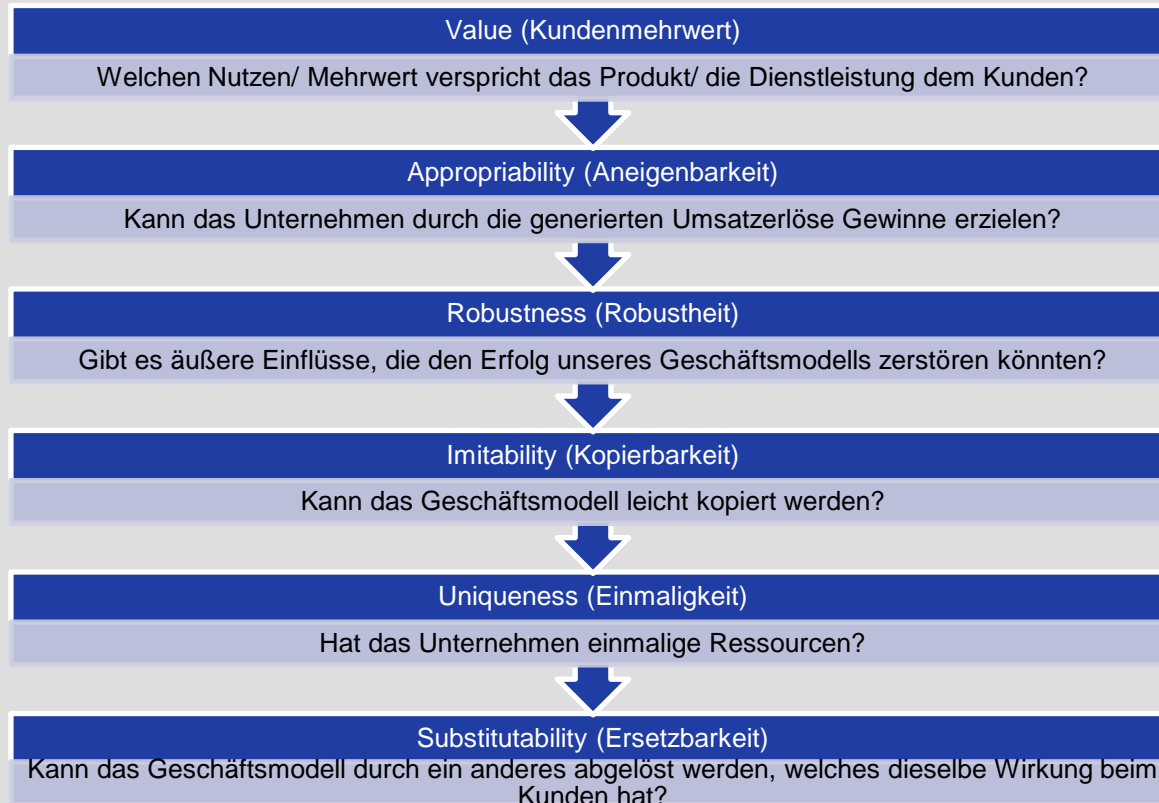 Value (Kundenmehrwert)
Welchen Nutzen/ Mehrwert verspricht das Produkt/ die Dienstleistung dem Kunden?
Appropriability (Aneigenbarkeit)
Kann das Unternehmen durch die generierten Umsatzerlöse Gewinne erzielen?
Robustness (Robustheit)
Gibt es äußere Einflüsse, die den Erfolg unseres Geschäftsmodells zerstören könnten?
Imitability (Kopierbarkeit)
Kann das Geschäftsmodell leicht kopiert werden?
Uniqueness (Einmaligkeit)
Hat das Unternehmen einmalige Ressourcen?
Substitutability (Ersetzbarkeit)
Kann das Geschäftsmodell durch ein anderes abgelöst werden, welches dieselbe Wirkung beim
Kunden hat?